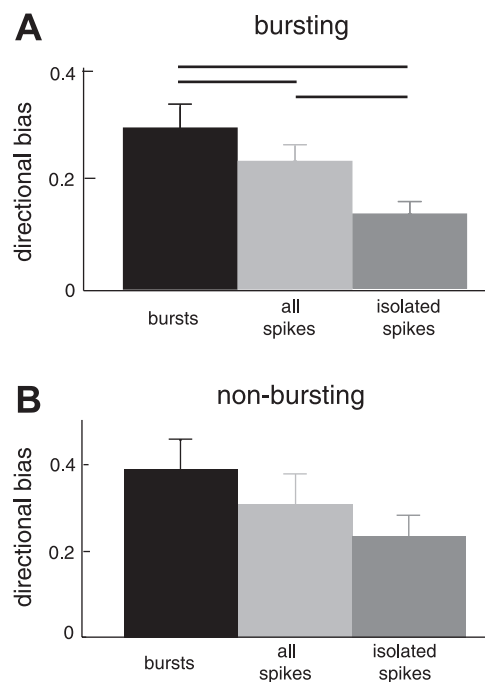 A
bursting
directional bias
0.4
0.2
0
bursts
all
spikes
isolated
spikes
B
non-bursting
directional bias
0.4
0.2
0
bursts
all
spikes
isolated
spikes